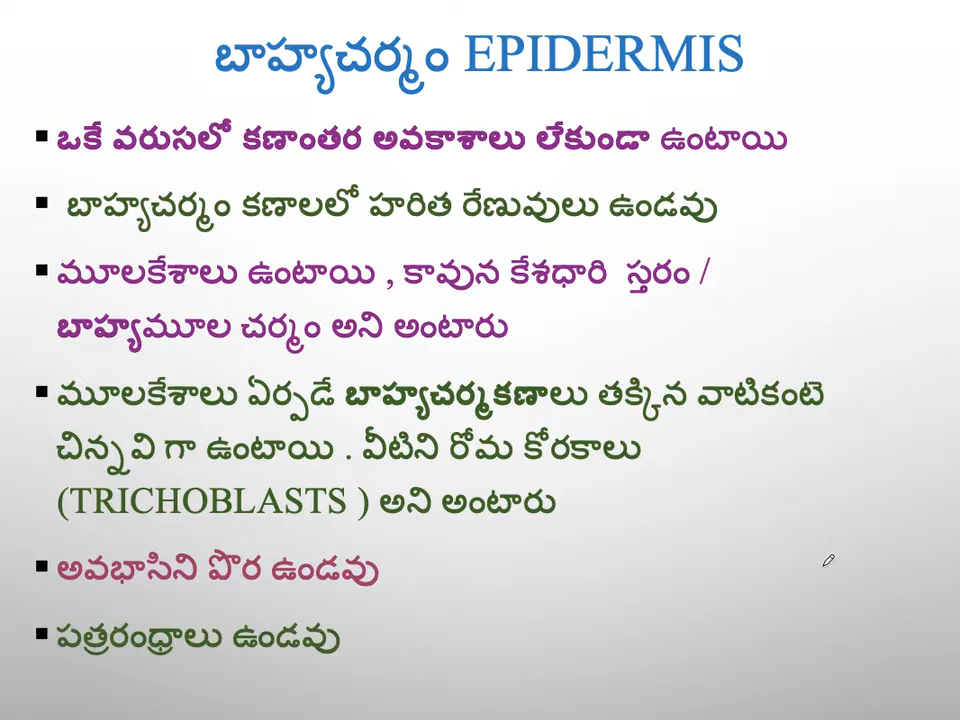 బాహ్యచర్మం EPIDERMIS
ఒకే వరుసలో కణాంతర అవకాశాలు లేకుండా ఉంటాయి
బాహ్యచర్మం కణాలలో హరిత రేణువులు ఉండవు
మూలకేశాలు ఉంటాయి , కావున కేశధారి స్తరం /
బాహ్యమూల చర్మం అని అంటారు
మూలకేశాలు ఏర్పడే బాహ్యచర్మకణాలు తక్కిన వాటికంటె
చిన్నవి గా ఉంటాయి . వీటిని రోమ కోరకాలు
(TRICHOBLASTS ) అని అంటారు
అవభాసిని పొర ఉండవు
పత్రరంధ్రాలు ఉండవు